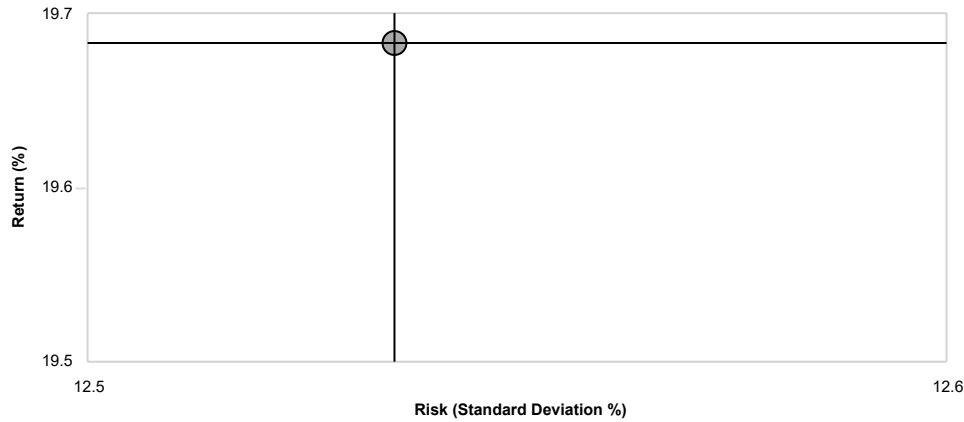 19.7
19.6
19.5
Return (%)
12.5
12.6
Risk (Standard Deviation %)